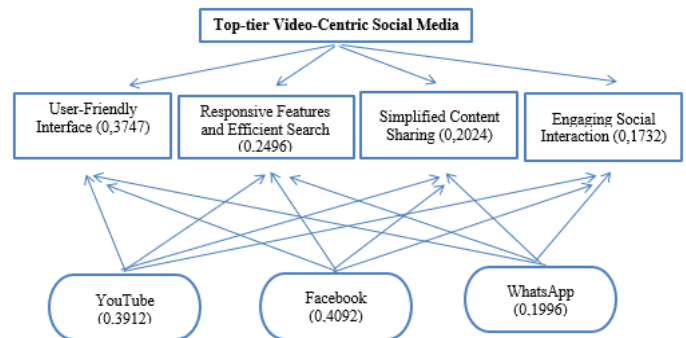 Top-tier Video-Centric Social Media
User-Friendly
Interface (0,3747)
Responsive Features
and Efficient Search
(0,2496)
Simplified Content
Sharing (0,2024)
Engaging Social
Interaction (0,1732)
YouTube
(0,3912)
Facebook
(0,4092)
WhatsApp
(0,1996)